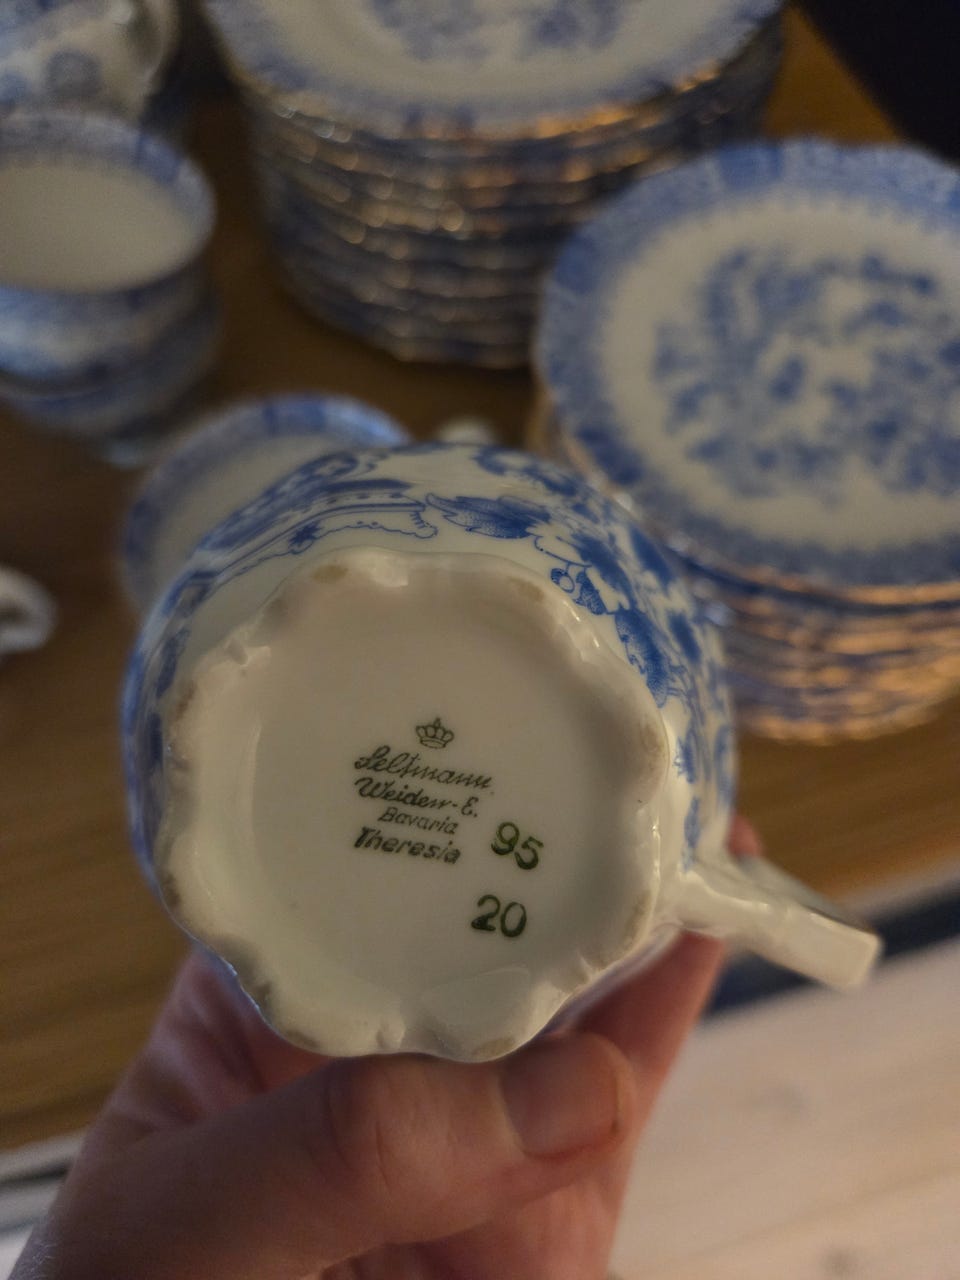 Seltmann
Weiden-E.
Bavaria
Theresia
95
20